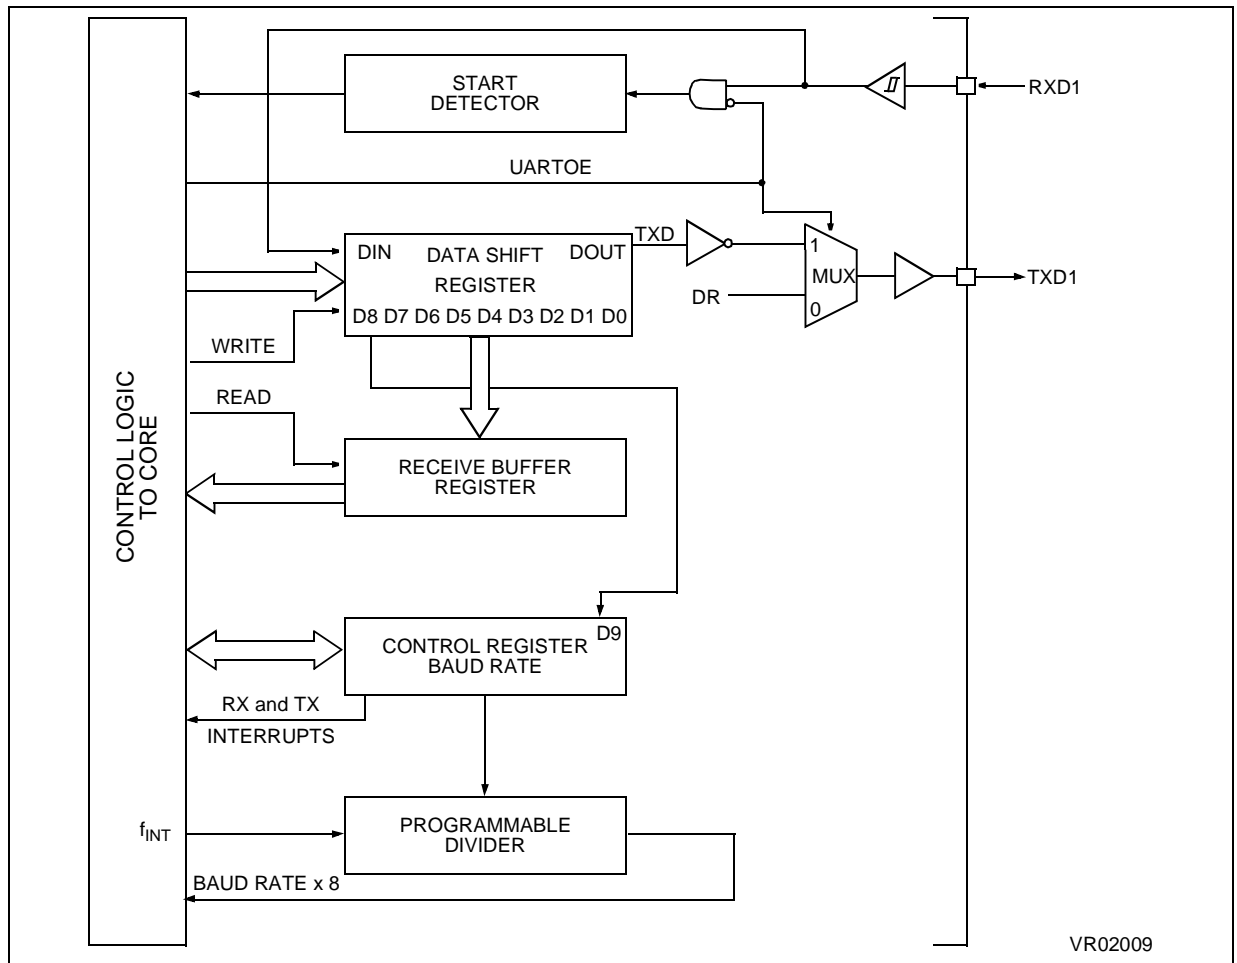 START
DETECTOR
RXD1
UARTOE
DIN DATA SHIFT DOUT
REGISTER
D8 D7 D6 D5 D4 D3 D2 D1 D0
TXD
1
MUX
0
DR
TXD1
WRITE
READ
CONTROL LOGIC
TO CORE
RECEIVE BUFFER
REGISTER
D9
CONTROL REGISTER
BAUD RATE
RX and TX
INTERRUPTS
fINT
PROGRAMMABLE
DIVIDER
BAUD RATE x 8
VR02009